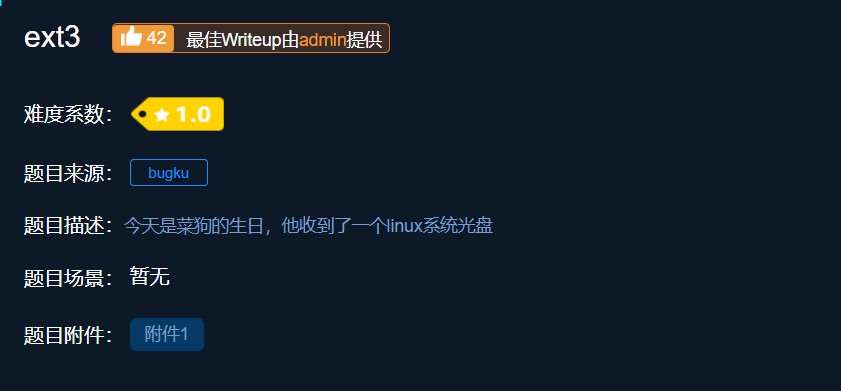 ext3 42 最佳Writeup由admin提供
难度系数： 1.0
题目来源： bugku
题目描述：今天是菜狗的生日，他收到了一个linux系统光盘
题目场景： 暂无
题目附件： 附件1